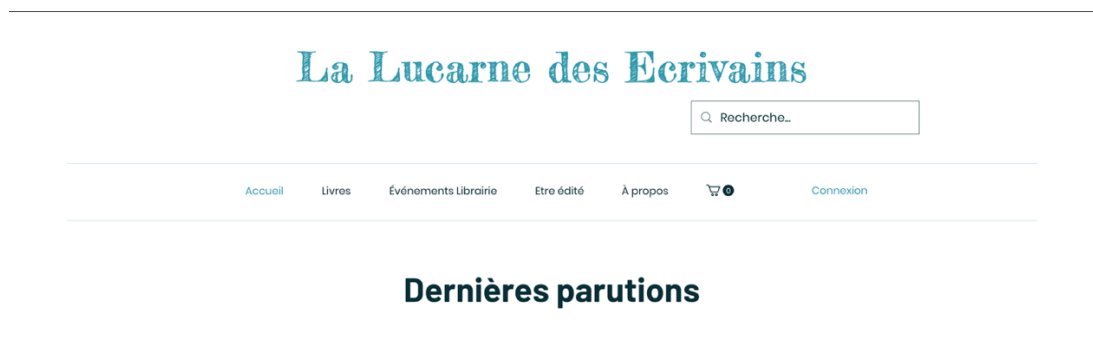 La Lucarne des Ecrivains
Recherche...
Accueil Livres Événements Librairie Etre édité À propos 0 Connexion
Dernières parutions